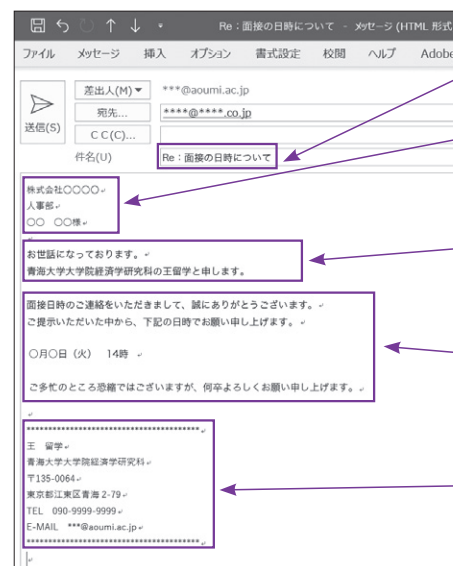 Re：面接の日時について - メッセージ (HTML 形式
ファイル メッセージ 挿入 オプション 書式設定 校閲 ヘルプ Adobe
差出人(M) ***@aoumi.ac.jp
宛先... ****@****.co.jp
送信(S)
C C(C)...
件名(U) Re：面接の日時について
株式会社○○○○
人事部
○○ ○○様
お世話になっております。
青海大学大学院経済学研究科の王留学と申します。
面接日時のご連絡をいただきまして、誠にありがとうございます。
ご提示いただいた中から、下記の日時でお願い申し上げます。
○月○日（火） 14時
ご多忙のところ恐縮ではございますが、何卒よろしくお願い申し上げます。
******************************************
王 留学
青海大学大学院経済学研究科
〒135-0064
東京都江東区青海 2-79
TEL 090-9999-9999
E-MAIL ***@aoumi.ac.jp
******************************************